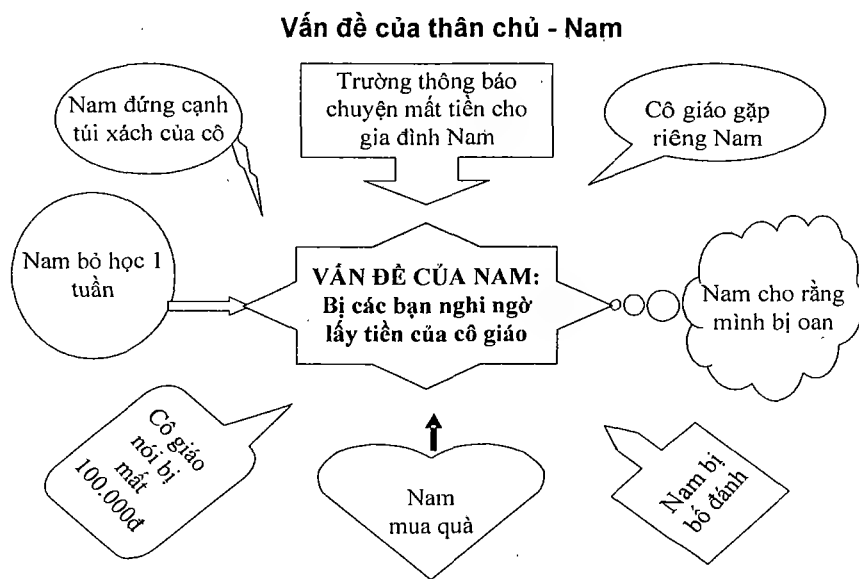 Vấn đề của thân chủ - Nam
Nam đứng cạnh
túi xách của cô
Trường thông báo
chuyện mất tiền cho
gia đình Nam
Cô giáo gặp
riêng Nam
Nam bỏ học 1
tuần
VẤN ĐỀ CỦA NAM:
Bị các bạn nghi ngờ
lấy tiền của cô giáo
Nam cho rằng
mình bị oan
Cô giáo
nói bị
mất
100.000đ
Nam
mua quà
Nam bị
bố đánh